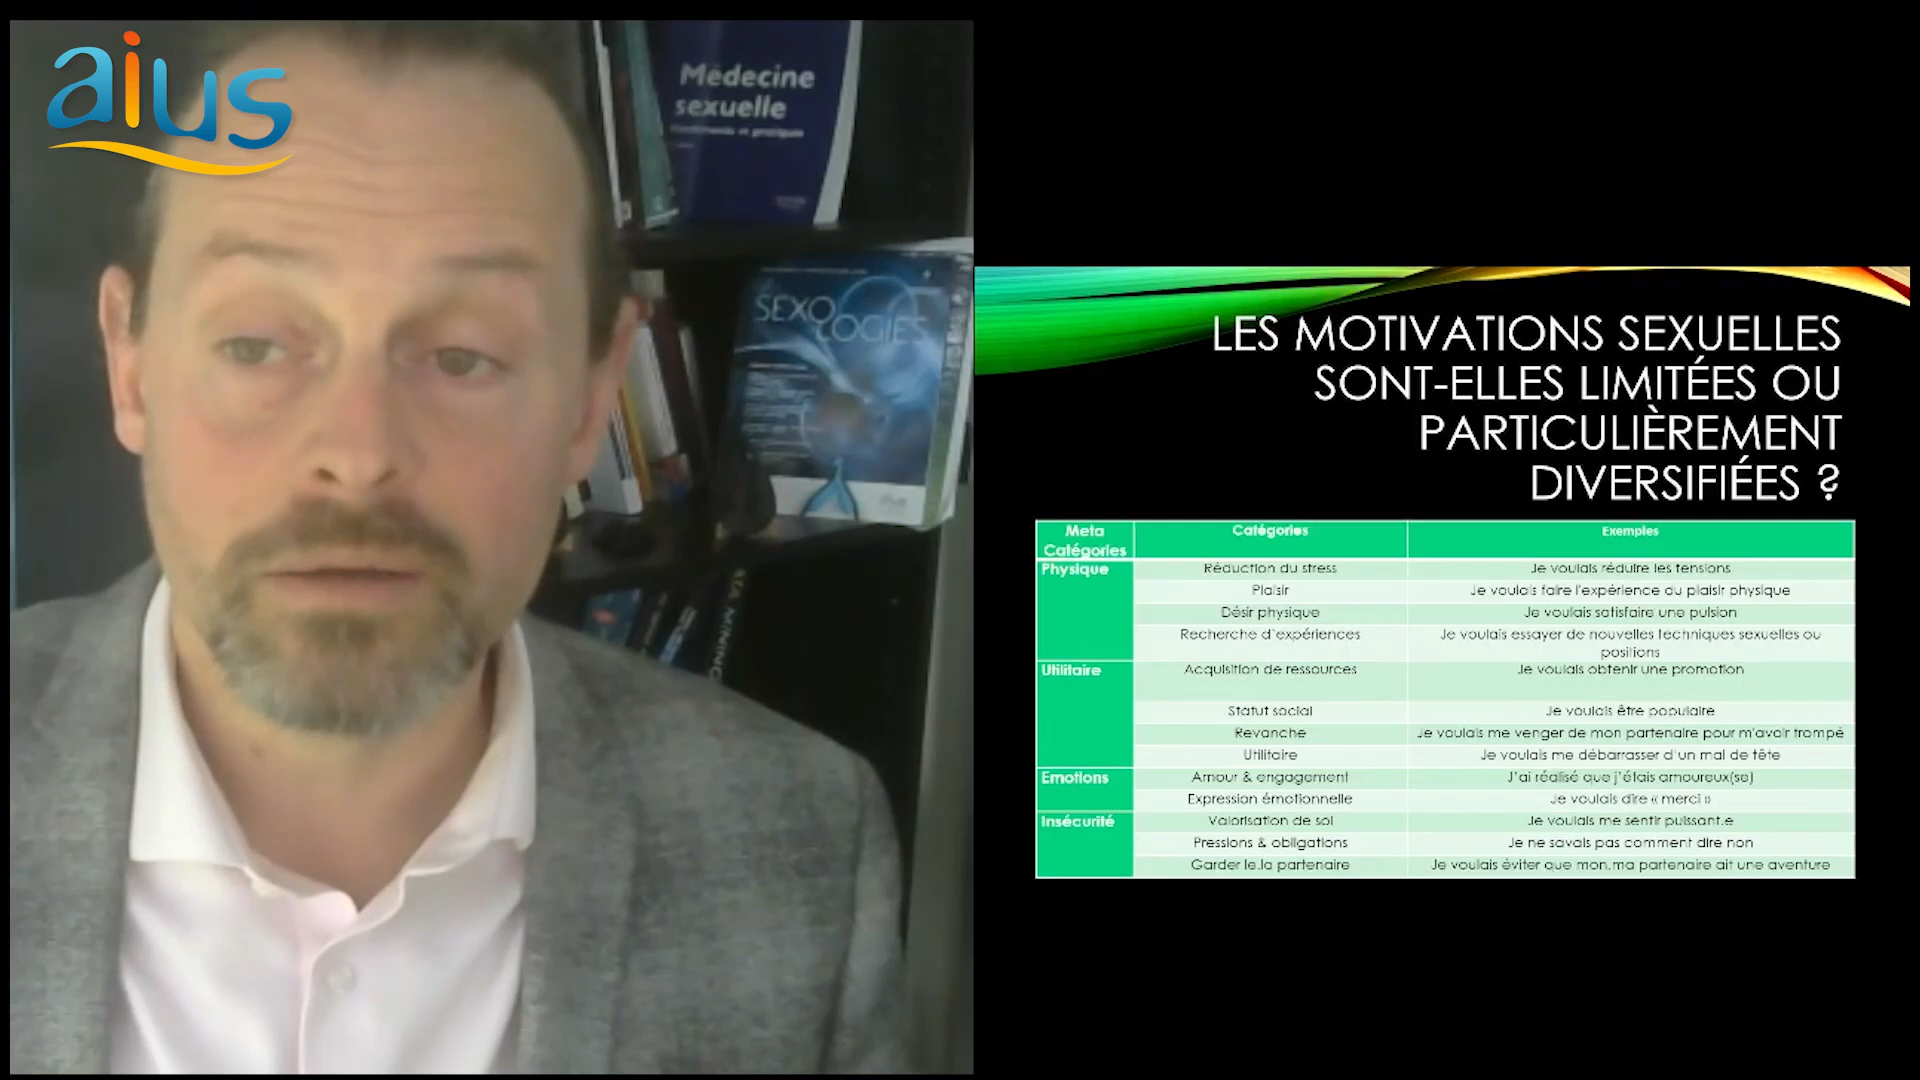 aius
Médecine
sexuelle
SEXO
LOGIES
DATA MINING
LES MOTIVATIONS SEXUELLES
SONT-ELLES LIMITÉES OU
PARTICULIÈREMENT
DIVERSIFIÉES ?
Meta Catégories Catégories Exemples
Physique Réduction du stress Je voulais réduire les tensions
Plaisir Je voulais faire l'expérience du plaisir physique
Désir physique Je voulais satisfaire une pulsion
Recherche d'expériences Je voulais essayer de nouvelles techniques sexuelles ou
positions
Utilitaire Acquisition de ressources Je voulais obtenir une promotion
Statut social Je voulais être populaire
Revanche Je voulais me venger de mon partenaire pour m'avoir trompé
Utilitaire Je voulais me débarrasser d'un mal de tête
Emotions Amour & engagement J'ai réalisé que j'étais amoureux(se)
Expression émotionnelle Je voulais dire « merci »
Insécurité Valorisation de soi Je voulais me sentir puissant.e
Pressions & obligations Je ne savais pas comment dire non
Garder le.la partenaire Je voulais éviter que mon.ma partenaire ait une aventure